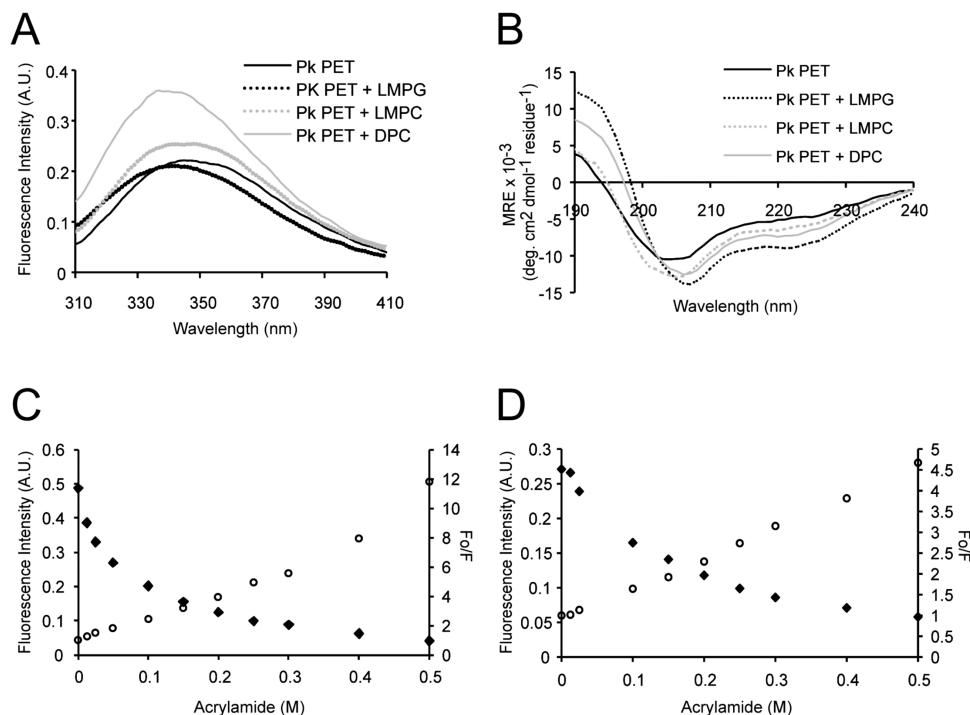 A
Pk PET
PK PET + LMPG
Pk PET + LMPC
Pk PET + DPC
Fluorescence Intensity (A.U.)
0.4
0.3
0.2
0.1
0
310 330 350 370 390 410
Wavelength (nm)
B
Pk PET
Pk PET + LMPG
Pk PET + LMPC
Pk PET + DPC
MRE x 10-3
(deg. cm2 dmol-1 residue-1)
15
10
5
0
-5
-10
-15
190 200 210 220 230 240
Wavelength (nm)
C
Fluorescence Intensity (A.U.)
0.6
0.5
0.4
0.3
0.2
0.1
0
14
12
10
8
6
4
2
0
Fo/F
0 0.1 0.2 0.3 0.4 0.5
Acrylamide (M)
D
Fluorescence Intensity (A.U.)
0.3
0.25
0.2
0.15
0.1
0.05
0
5
4.5
4
3.5
3
2.5
2
1.5
1
0.5
0
Fo/F
0 0.1 0.2 0.3 0.4 0.5
Acrylamide (M)